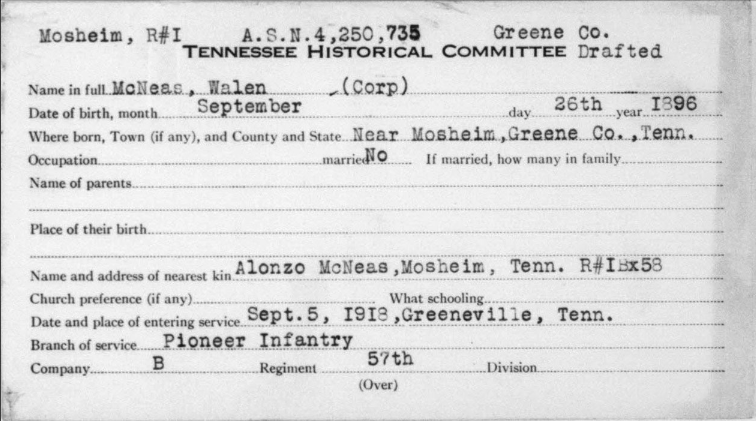 Mosheim, R#I A.S.N.4,250,735 Greene Co.
TENNESSEE HISTORICAL COMMITTEE Drafted
Name in full McNeas, Walen (Corp)
Date of birth, month September day 26th year I896
Where born, Town (if any), and County and State Near Mosheim,Greene Co.,Tenn.
Occupation married No If married, how many in family
Name of parents
Place of their birth
Name and address of nearest kin Alonzo McNeas,Mosheim, Tenn. R#IBx58
Church preference (if any) What schooling
Date and place of entering service Sept.5, I9I8,Greeneville, Tenn.
Branch of service Pioneer Infantry
Company B Regiment 57th Division
(Over)